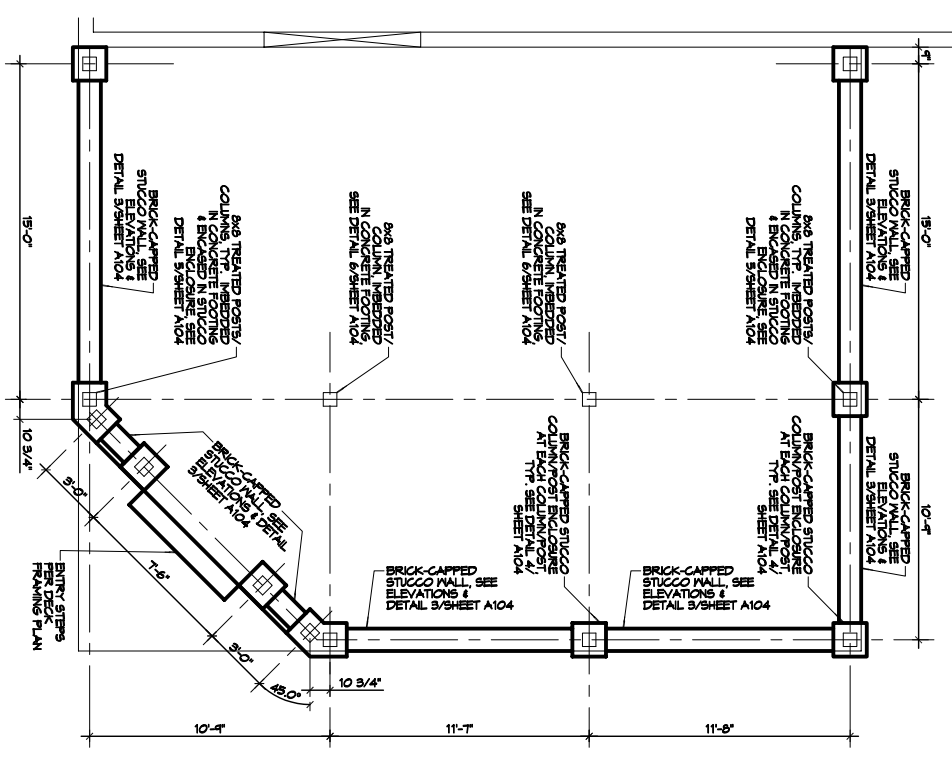 9"
15'-0"
15'-0"
BRICK-CAPPED
STUCCO WALL, SEE
ELEVATIONS &
DETAIL 3/SHEET A104
8x8 TREATED POSTS/
COLUMNS, TYP. IMBEDDED
IN CONCRETE FOOTING
& ENCASED IN STUCCO
ENCLOSURE, SEE
DETAIL 5/SHEET A104
8x8 TREATED POST/
COLUMN, IMBEDDED
IN CONCRETE FOOTING,
SEE DETAIL 6/SHEET A104
8x8 TREATED POST/
COLUMN, IMBEDDED
IN CONCRETE FOOTING,
SEE DETAIL 6/SHEET A104
8x8 TREATED POSTS/
COLUMNS, TYP. IMBEDDED
IN CONCRETE FOOTING
& ENCASED IN STUCCO
ENCLOSURE, SEE
DETAIL 5/SHEET A104
BRICK-CAPPED
STUCCO WALL, SEE
ELEVATIONS &
DETAIL 3/SHEET A104
10 3/4"
3'-0"
BRICK-CAPPED
STUCCO WALL, SEE
ELEVATIONS & DETAIL
3/SHEET A104
BRICK-CAPPED STUCCO
COLUMN/POST ENCLOSURE
AT EACH COLUMN/POST,
TYP. SEE DETAIL 4/
SHEET A104
BRICK-CAPPED STUCCO
COLUMN/POST ENCLOSURE
AT EACH COLUMN/POST,
TYP. SEE DETAIL 4/
SHEET A104
BRICK-CAPPED
STUCCO WALL, SEE
ELEVATIONS &
DETAIL 3/SHEET A104
10'-9"
7'-6"
ENTRY STEPS
PER DECK
FRAMING PLAN
BRICK-CAPPED
STUCCO WALL, SEE
ELEVATIONS &
DETAIL 3/SHEET A104
BRICK-CAPPED
STUCCO WALL, SEE
ELEVATIONS &
DETAIL 3/SHEET A104
3'-0"
45.0°
10 3/4"
10'-9"
11'-7"
11'-8"